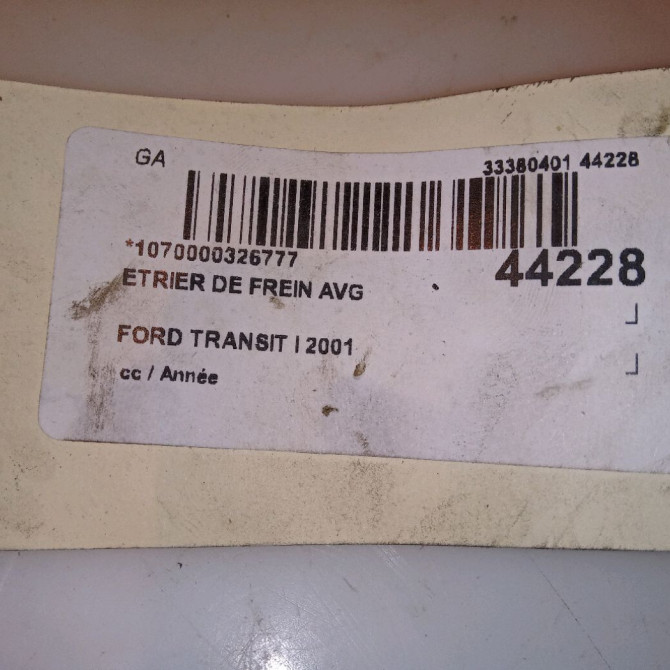 GA
33380401 44228
*1070000326777
44228
ETRIER DE FREIN AVG
FORD TRANSIT I 2001
cc / Année